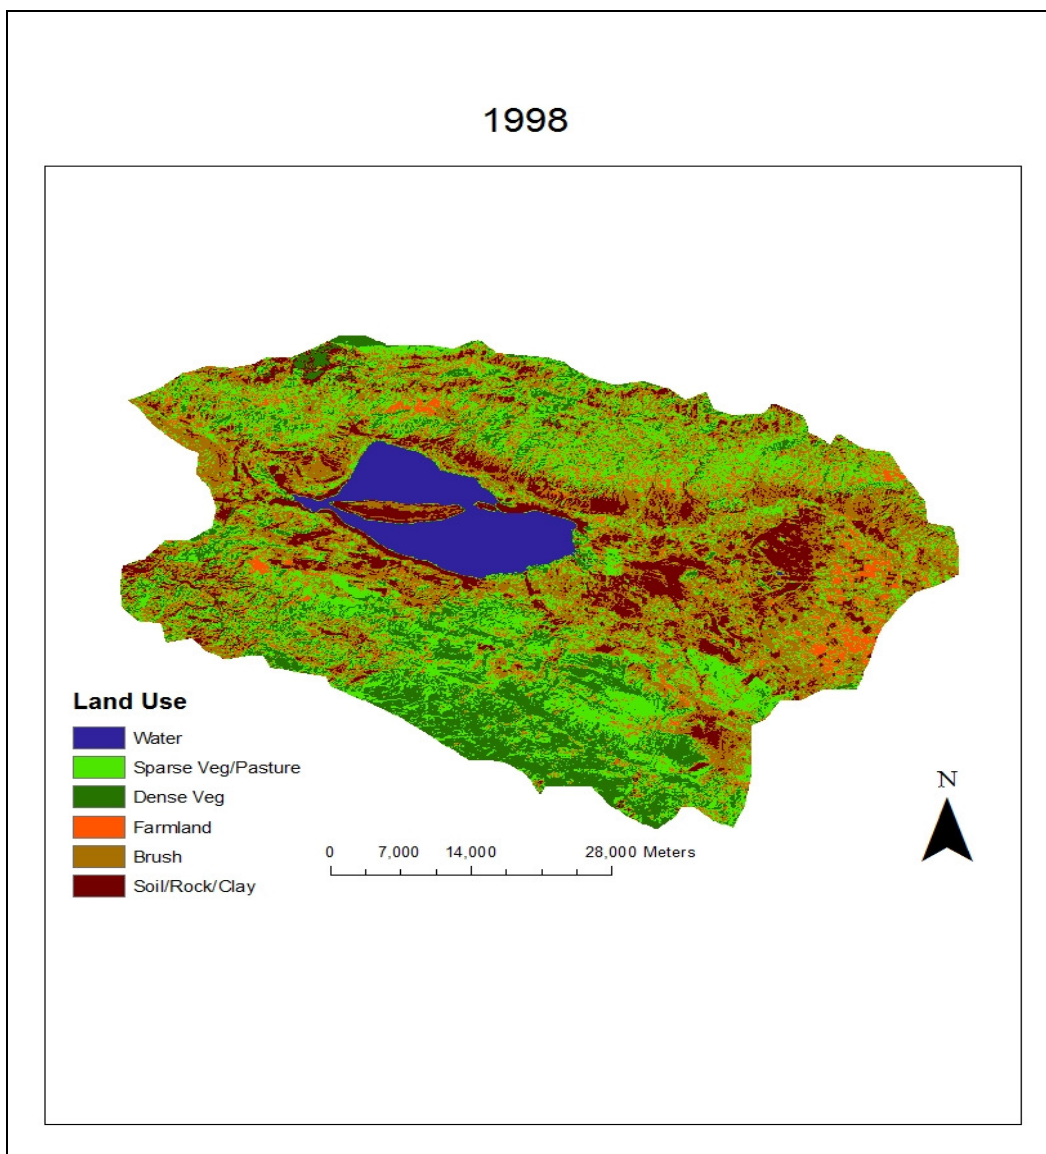 1998
Land Use
Water
Sparse Veg/Pasture
Dense Veg
Farmland
Brush
Soil/Rock/Clay
0 7,000 14,000 28,000 Meters
N